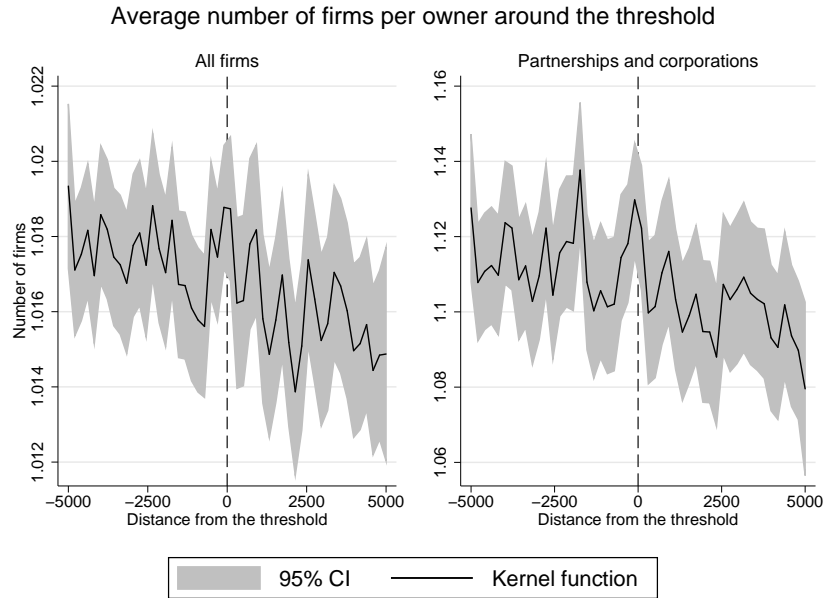 Average number of firms per owner around the threshold
All firms
Number of firms
1.022
1.02
1.018
1.016
1.014
1.012
−5000 −2500 0 2500 5000
Distance from the threshold
Partnerships and corporations
1.16
1.14
1.12
1.1
1.08
1.06
−5000 −2500 0 2500 5000
Distance from the threshold
95% CI Kernel function